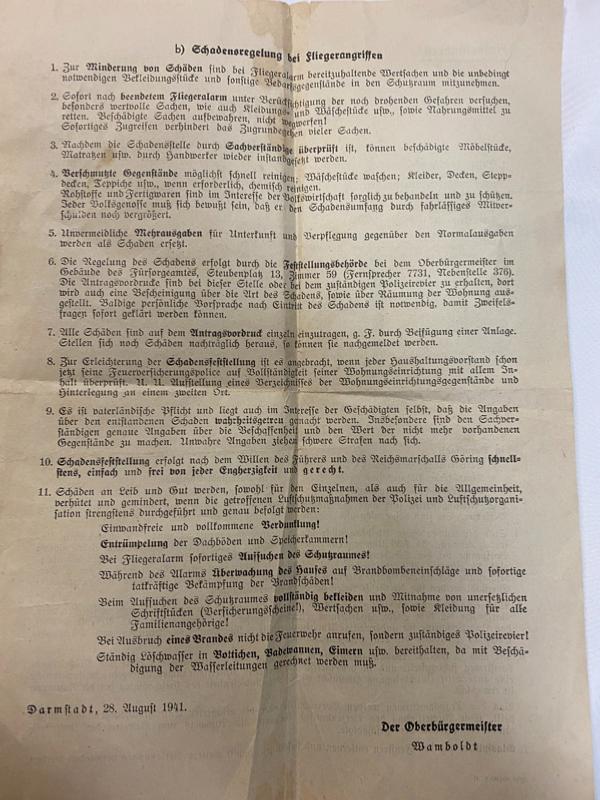 b) Schadensregelung bei Fliegerangriffen
1. Zur Minderung von Schäden sind bei Fliegeralarm bereitzuhaltende Wertsachen und die unbedingt
notwendigen Bekleidungsstücke und sonstige Bedarfsgegenstände in den Schutzraum mitzunehmen.
2. Sofort nach beendetem Fliegeralarm unter Berücksichtigung der noch drohenden Gefahren versuchen,
besonders wertvolle Sachen, wie auch Kleidungs- und Wäschestücke usw., sowie Nahrungsmittel zu
retten. Beschädigte Sachen aufbewahren, nicht wegwerfen!
Sofortiges Zugreifen verhindert das Zugrundegehen vieler Sachen.
3. Nachdem die Schadensstelle durch Sachverständige überprüft ist, können beschädigte Möbelstücke,
Matratzen usw. durch Handwerker wieder instandgesetzt werden.
4. Verschmutzte Gegenstände möglichst schnell reinigen; Wäschestücke waschen; Kleider, Decken, Stepp-
decken, Teppiche usw., wenn erforderlich, chemisch reinigen.
Rohstoffe und Fertigwaren sind im Interesse der Volkswirtschaft sorglich zu behandeln und zu schützen.
Jeder Volksgenosse muß sich bewußt sein, daß er den Schadensumfang durch fahrlässiges Mitver-
schulden noch vergrößert.
5. Unvermeidliche Mehrausgaben für Unterkunft und Verpflegung gegenüber den Normalausgaben
werden als Schaden ersetzt.
6. Die Regelung des Schadens erfolgt durch die Feststellungsbehörde bei dem Oberbürgermeister im
Gebäude des Fürsorgeamtes, Steubenplatz 13, Zimmer 59 (Fernsprecher 7731, Nebenstelle 376).
Die Antragsvordrucke sind bei dieser Stelle oder bei dem zuständigen Polizeirevier zu erhalten, dort
wird auch eine Bescheinigung über die Art des Schadens, sowie über Räumung der Wohnung aus-
gestellt. Baldige persönliche Vorsprache nach Eintritt des Schadens ist notwendig, damit Zweifels-
fragen sofort geklärt werden können.
7. Alle Schäden sind auf dem Antragsvordruck einzeln einzutragen, g. F. durch Beifügung einer Anlage.
Stellen sich noch Schäden nachträglich heraus, so können sie nachgemeldet werden.
8. Zur Erleichterung der Schadensfeststellung ist es angebracht, wenn jeder Haushaltungsvorstand schon
jetzt seine Feuerversicherungspolice auf Vollständigkeit seiner Wohnungseinrichtung mit allem In-
halt überprüft. U. U. Aufstellung eines Verzeichnisses der Wohnungseinrichtungsgegenstände und
Hinterlegung an einem zweiten Ort.
9. Es ist vaterländische Pflicht und liegt auch im Interesse der Geschädigten selbst, daß die Angaben
über den entstandenen Schaden wahrheitsgetreu gemacht werden. Insbesondere sind den Sachver-
ständigen genaue Angaben über die Beschaffenheit und den Wert der nicht mehr vorhandenen
Gegenstände zu machen. Unwahre Angaben ziehen schwere Strafen nach sich.
10. Schadensfeststellung erfolgt nach dem Willen des Führers und des Reichsmarschalls Göring schnell-
stens, einfach und frei von jeder Engherzigkeit und gerecht.
11. Schäden an Leib und Gut werden, sowohl für den Einzelnen, als auch für die Allgemeinheit,
verhütet und gemindert, wenn die getroffenen Luftschutzmaßnahmen der Polizei und Luftschutzorgani-
sation strengstens durchgeführt und genau befolgt werden:
Einwandfreie und vollkommene Verdunklung!
Entrümpelung der Dachböden und Speicherkammern!
Bei Fliegeralarm sofortiges Aufsuchen des Schutzraumes!
Während des Alarms Überwachung des Hauses auf Brandbombeneinschläge und sofortige
tatkräftige Bekämpfung der Brandschäden!
Beim Aufsuchen des Schutzraumes vollständig bekleiden und Mitnahme von unersetzlichen
Schriftstücken (Versicherungsscheine!), Wertsachen usw., sowie Kleidung für alle
Familienangehörige!
Bei Ausbruch eines Brandes nicht die Feuerwehr anrufen, sondern zuständiges Polizeirevier!
Ständig Löschwasser in Bottichen, Badewannen, Eimern usw. bereithalten, da mit Beschä-
digung der Wasserleitungen gerechnet werden muß.
Darmstadt, 28. August 1941.
Der Oberbürgermeister
Wamboldt